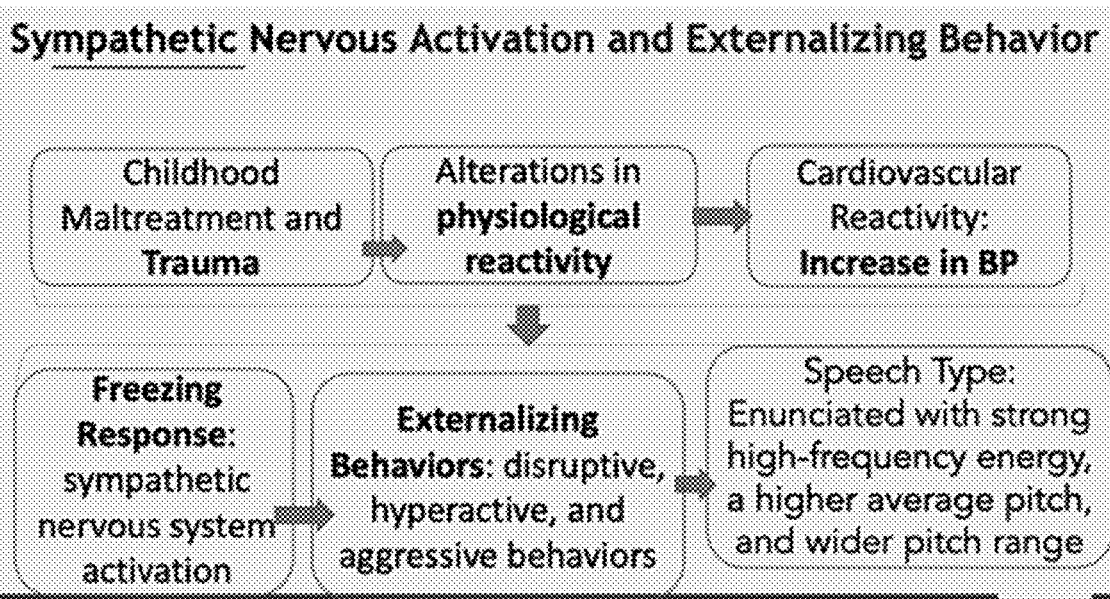 Sympathetic Nervous Activation and Externalizing Behavior
Childhood
Maltreatment and
Trauma
Alterations in
physiological
reactivity
Cardiovascular
Reactivity:
Increase in BP
Freezing
Response:
sympathetic
nervous system
activation
Externalizing
Behaviors: disruptive,
hyperactive, and
aggressive behaviors
Speech Type:
Enunciated with strong
high-frequency energy,
a higher average pitch,
and wider pitch range